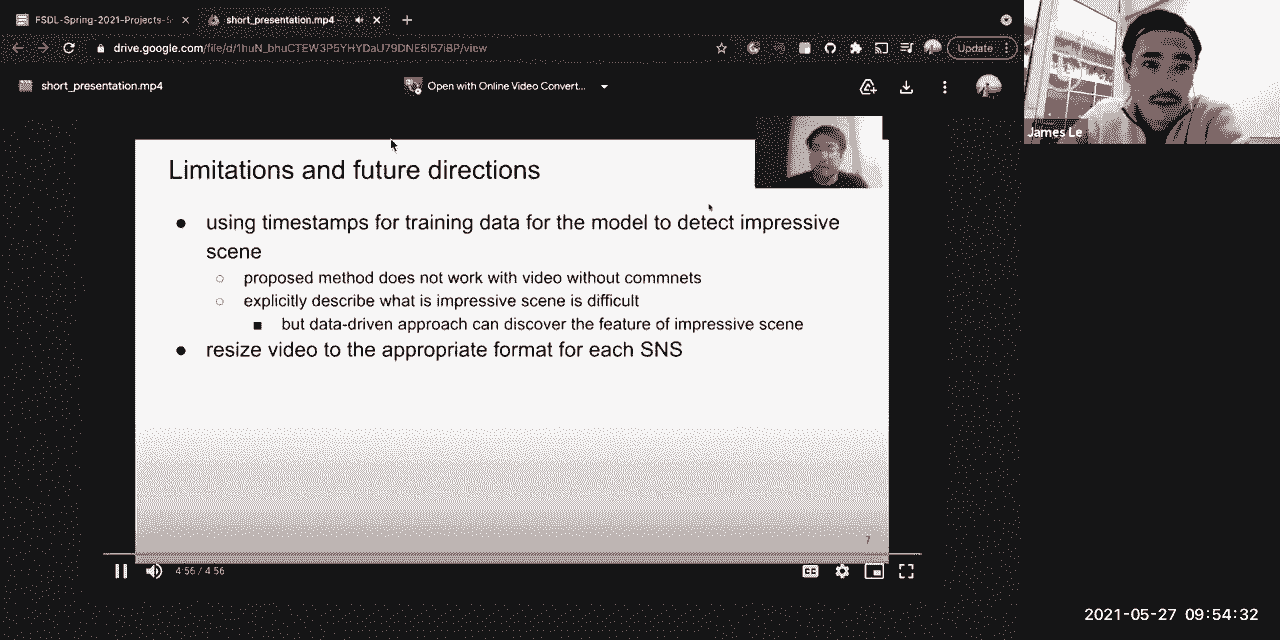 FSDL-Spring-2021-Projects-S
short_presentation.mp4
drive.google.com/file/d/1huN_bhuCTEW3P5YHYDaU79DNE5I57i8P/view
Update
short_presentation.mp4
Open with Online Video Convert...
James Le
Limitations and future directions
● using timestamps for training data for the model to detect impressive
scene
○ proposed method does not work with video without commnets
○ explicitly describe what is impressive scene is difficult
■ but data-driven approach can discover the feature of impressive scene
● resize video to the appropriate format for each SNS
7
4:56 / 4:56
CC
2021-05-27 09:54:32